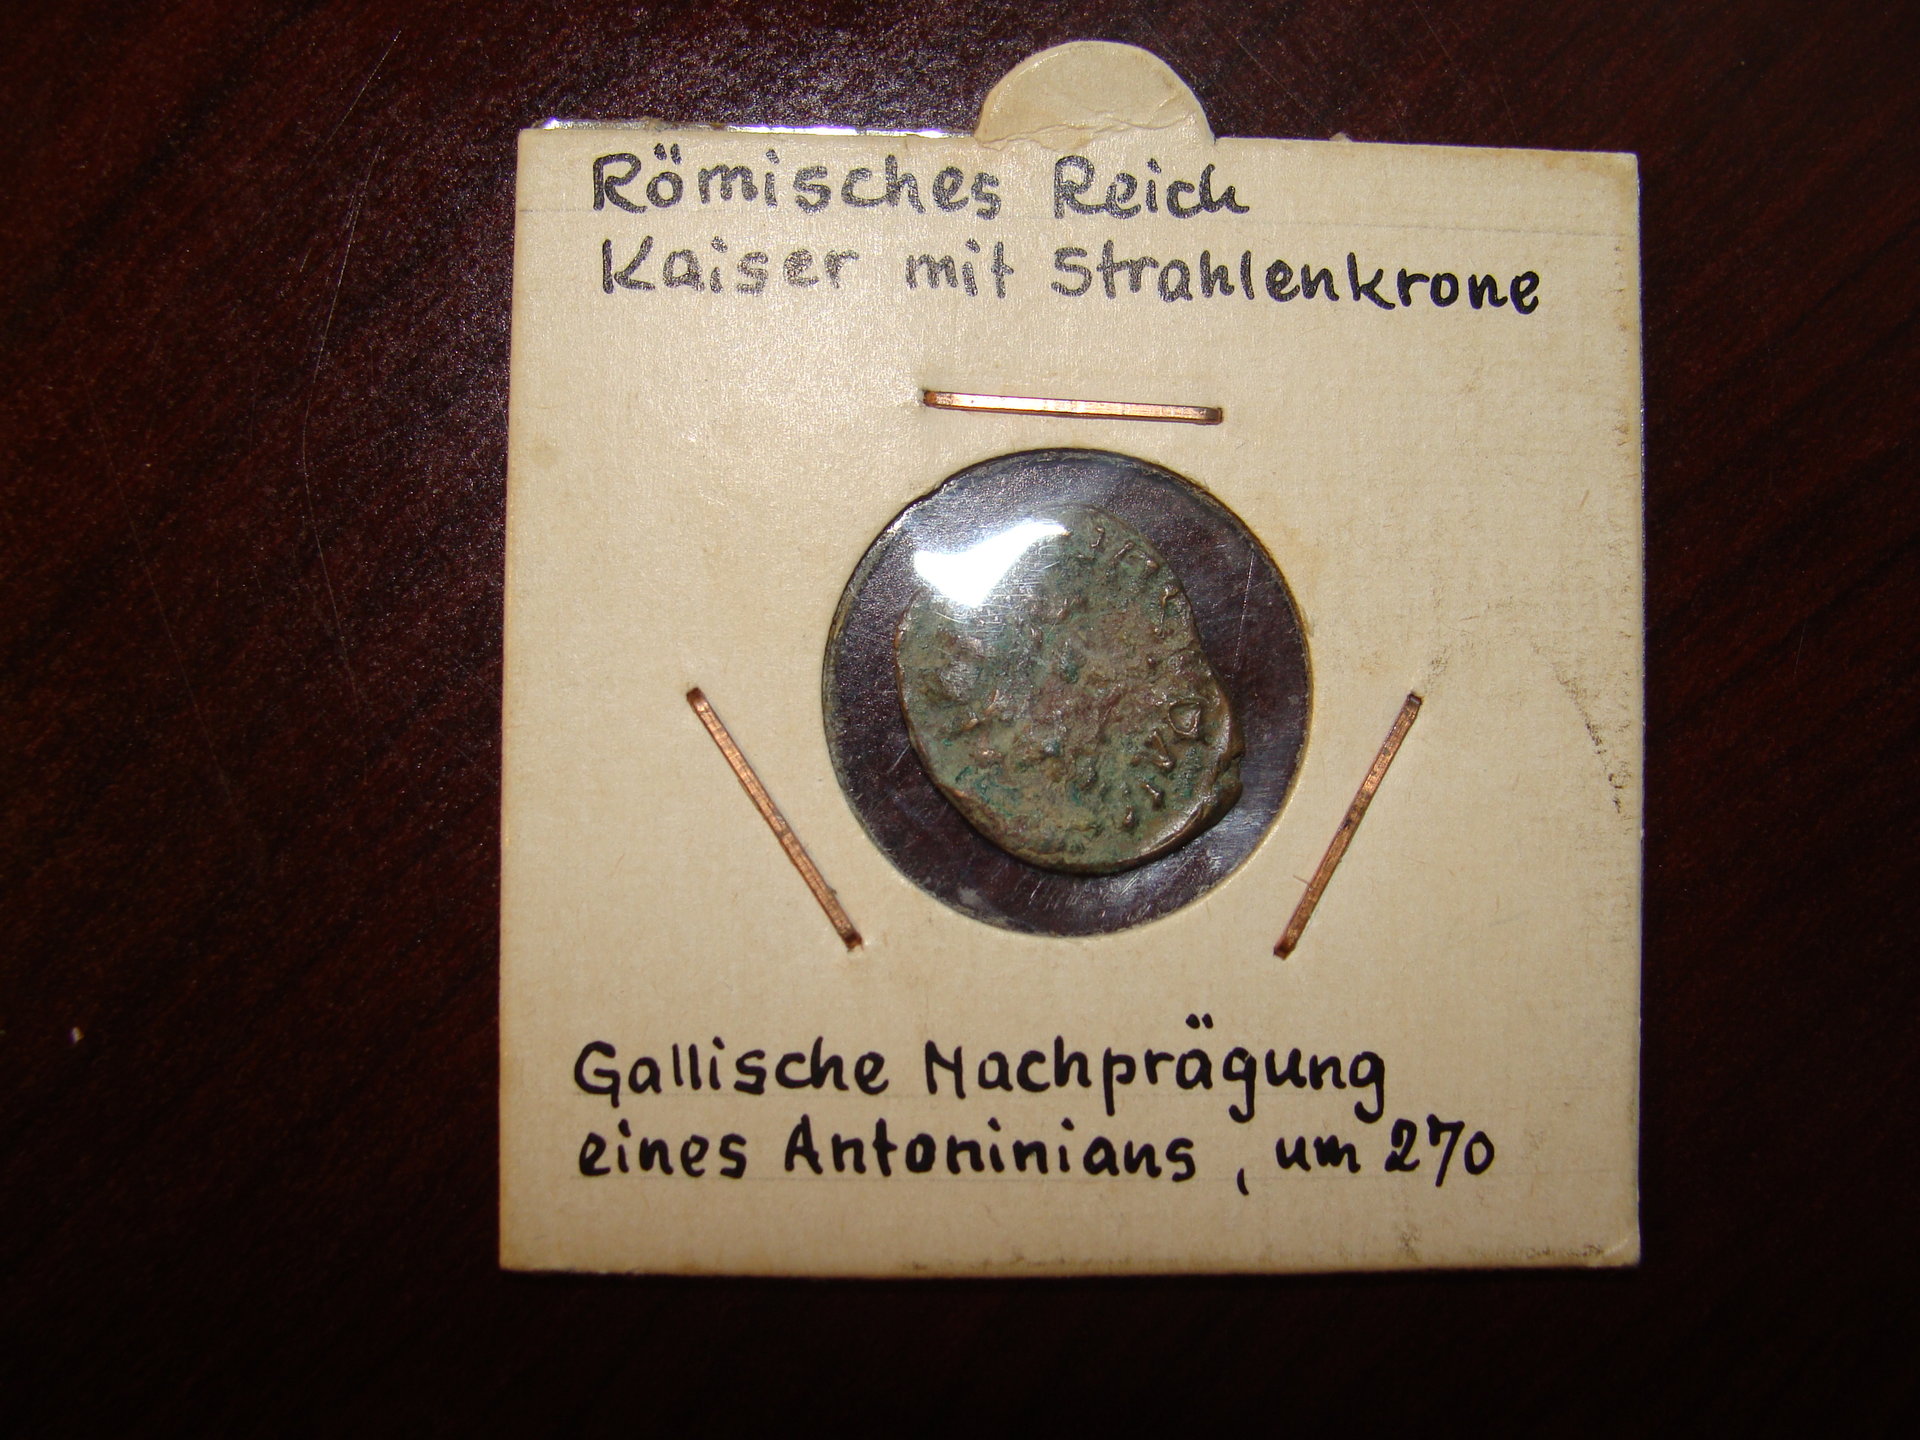 Römisches Reich
Kaiser mit Strahlenkrone
Gallische Nachprägung
eines Antoninians, um 270